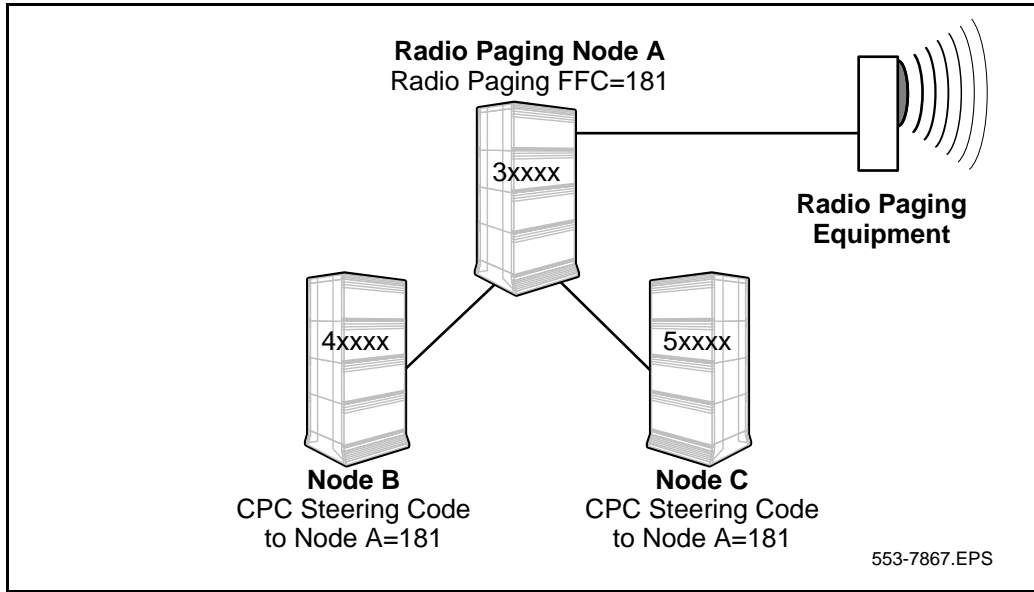 Radio Paging Node A
Radio Paging FFC=181
3xxxx
Radio Paging
Equipment
4xxxx
5xxxx
Node B
CPC Steering Code
to Node A=181
Node C
CPC Steering Code
to Node A=181
553-7867.EPS